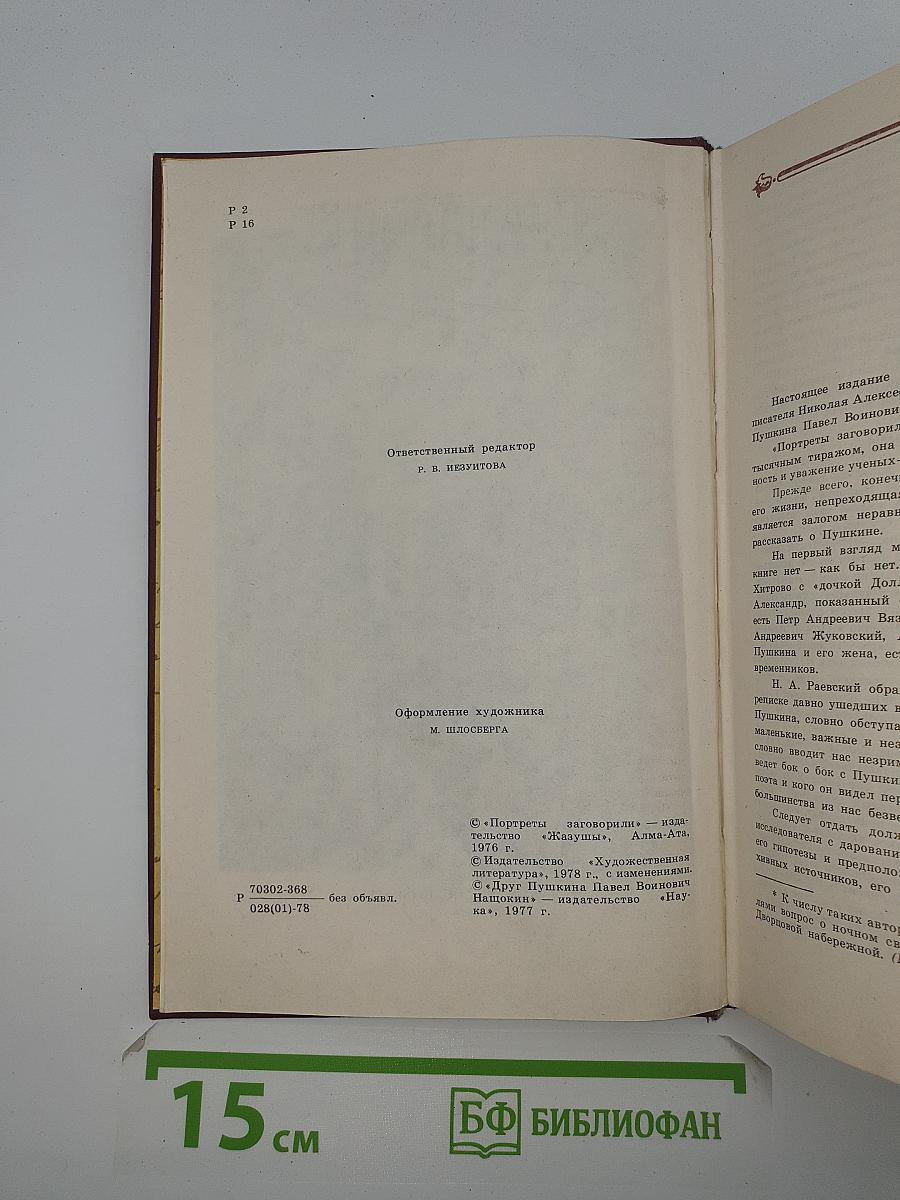 Р 2
Р 16
Ответственный редактор
Р. В. ИЕЗУИТОВА
Оформление художника
М. ШЛОСБЕРГА
© «Портреты заговорили» — изда-
тельство «Жазушы», Алма-Ата,
1976 г.
© Издательство «Художественная
литература», 1978 г., с изменениями.
© «Друг Пушкина Павел Воинович
Нащокин» — издательство «Нау-
ка», 1977 г.
Р 70302-368 без объявл.
028(01)-78
Настоящее издание
писателя Николая Алексе
Пушкина Павел Воинови
«Портреты заговорил
тысячным тиражом, она
ность и уважение ученых-
Прежде всего, конечн
его жизни, непреходящая
является залогом неравн
рассказать о Пушкине.
На первый взгляд м
книге нет — как бы нет.
Хитрово с «дочкой Долл
Александр, показанный
есть Петр Андреевич Вяз
Андреевич Жуковский,
Пушкина и его жена, ест
временников.
Н. А. Раевский обра
реписке давно ушедших в
Пушкина, словно обступа
маленькие, важные и нез
словно вводит нас незрим
ведет бок о бок с Пушки
поэта и кого он видел пер
большинства из нас безве
Следует отдать долж
исследователя с даровани
его гипотезы и предполож
хивных источников, его
* К числу таких автор
лями вопрос о ночном св
Дворцовой набережной.
15 см
БФ БИБЛИОФАН